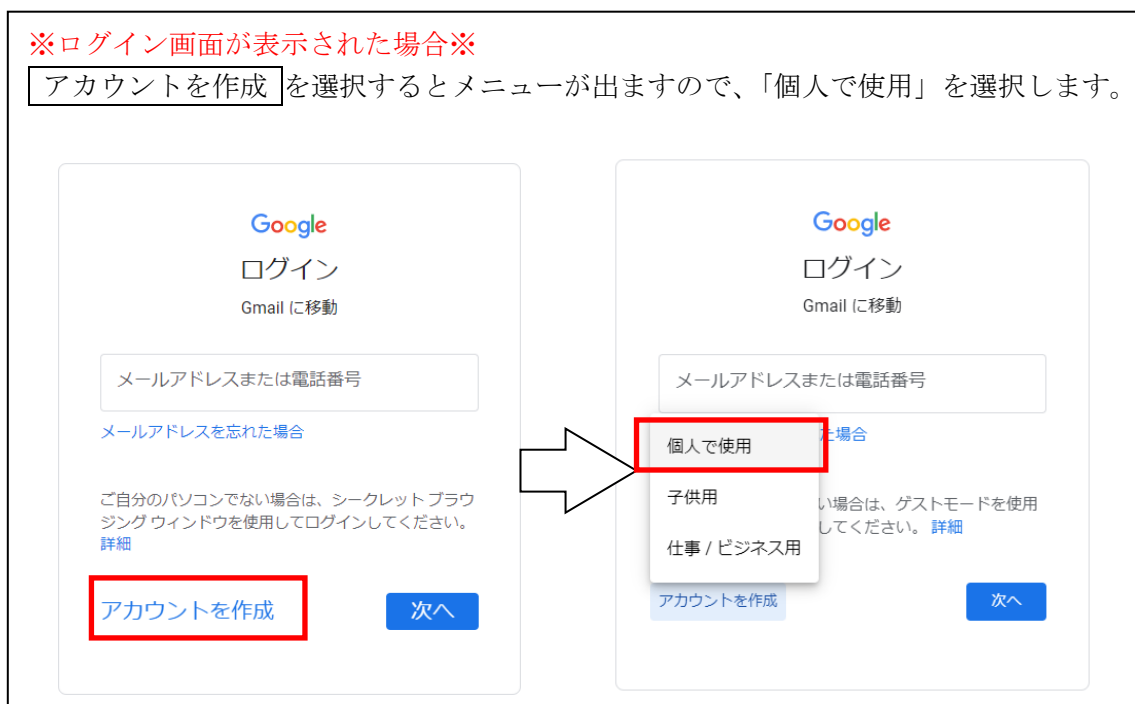 ※ログイン画面が表示された場合※
アカウントを作成 を選択するとメニューが出ますので、「個人で使用」を選択します。
Google
ログイン
Gmail に移動
メールアドレスまたは電話番号
メールアドレスを忘れた場合
ご自分のパソコンでない場合は、シークレット ブラウ
ジング ウィンドウを使用してログインしてください。
詳細
アカウントを作成
次へ
Google
ログイン
Gmail に移動
メールアドレスまたは電話番号
た場合
個人で使用
子供用
仕事 / ビジネス用
い場合は、ゲストモードを使用
してください。 詳細
アカウントを作成
次へ